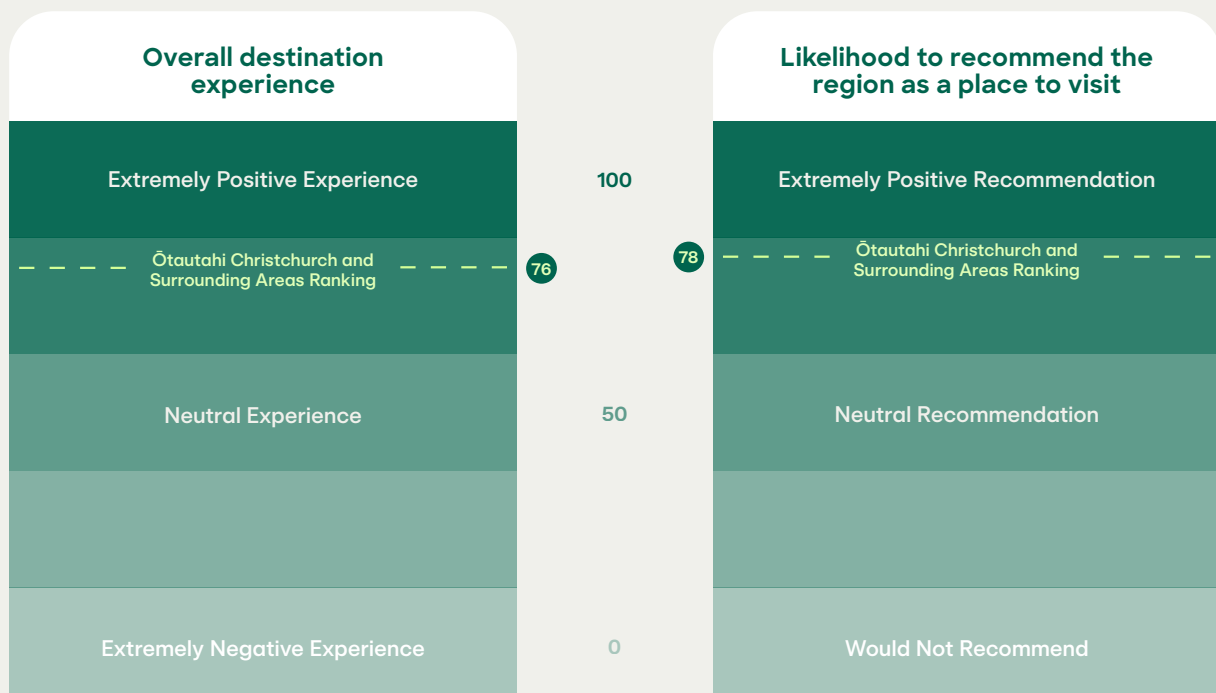 Overall destination
experience
Extremely Positive Experience
Ōtautahi Christchurch and
Surrounding Areas Ranking
76
Neutral Experience
Extremely Negative Experience
100
50
0
Likelihood to recommend the
region as a place to visit
Extremely Positive Recommendation
78
Ōtautahi Christchurch and
Surrounding Areas Ranking
Neutral Recommendation
Would Not Recommend